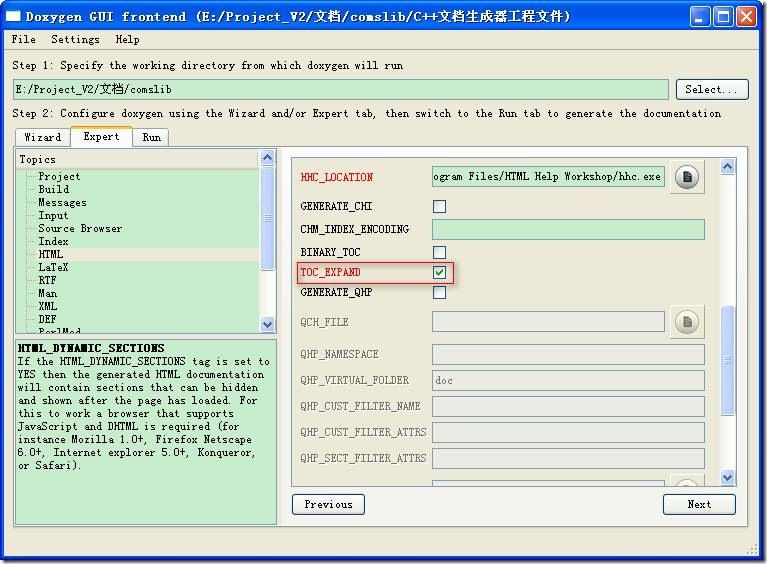 Doxygen GUI frontend (E:/Project_V2/文档/comslib/C++文档生成器工程文件)
File Settings Help
Step 1: Specify the working directory from which doxygen will run
E:/Project_V2/文档/comslib
Select...
Step 2: Configure doxygen using the Wizard and/or Expert tab, then switch to the Run tab to generate the documentation
Wizard Expert Run
Topics
Project
Build
Messages
Input
Source Browser
Index
HTML
LaTeX
RTF
Man
XML
DEF
PerlMod
HTML_DYNAMIC_SECTIONS
If the HTML_DYNAMIC_SECTIONS tag is set to
YES then the generated HTML documentation
will contain sections that can be hidden
and shown after the page has loaded. For
this to work a browser that supports
JavaScript and DHTML is required (for
instance Mozilla 1.0+, Firefox Netscape
6.0+, Internet explorer 5.0+, Konqueror,
or Safari).
HHC_LOCATION ogram Files/HTML Help Workshop/hhc.exe
GENERATE_CHI
CHM_INDEX_ENCODING
BINARY_TOC
TOC_EXPAND
GENERATE_QHP
QCH_FILE
QHP_NAMESPACE
QHP_VIRTUAL_FOLDER doc
QHP_CUST_FILTER_NAME
QHP_CUST_FILTER_ATTRS
QHP_SECT_FILTER_ATTRS
Previous
Next